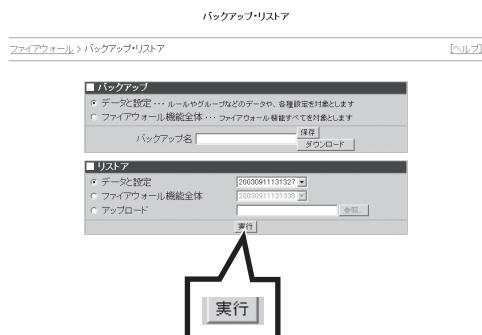 バックアップ・リストア
ファイアウォール > バックアップ・リストア [ヘルプ]
■ バックアップ
データと設定 ・・・ ルールやグループなどのデータや、各種設定を対象とします
ファイアウォール機能全体 ・・・ ファイアウォール機能すべてを対象とします
バックアップ名 保存
ダウンロード
■ リストア
データと設定 20030911131327
ファイアウォール機能全体 20030911131338
アップロード 参照...
実行
実行